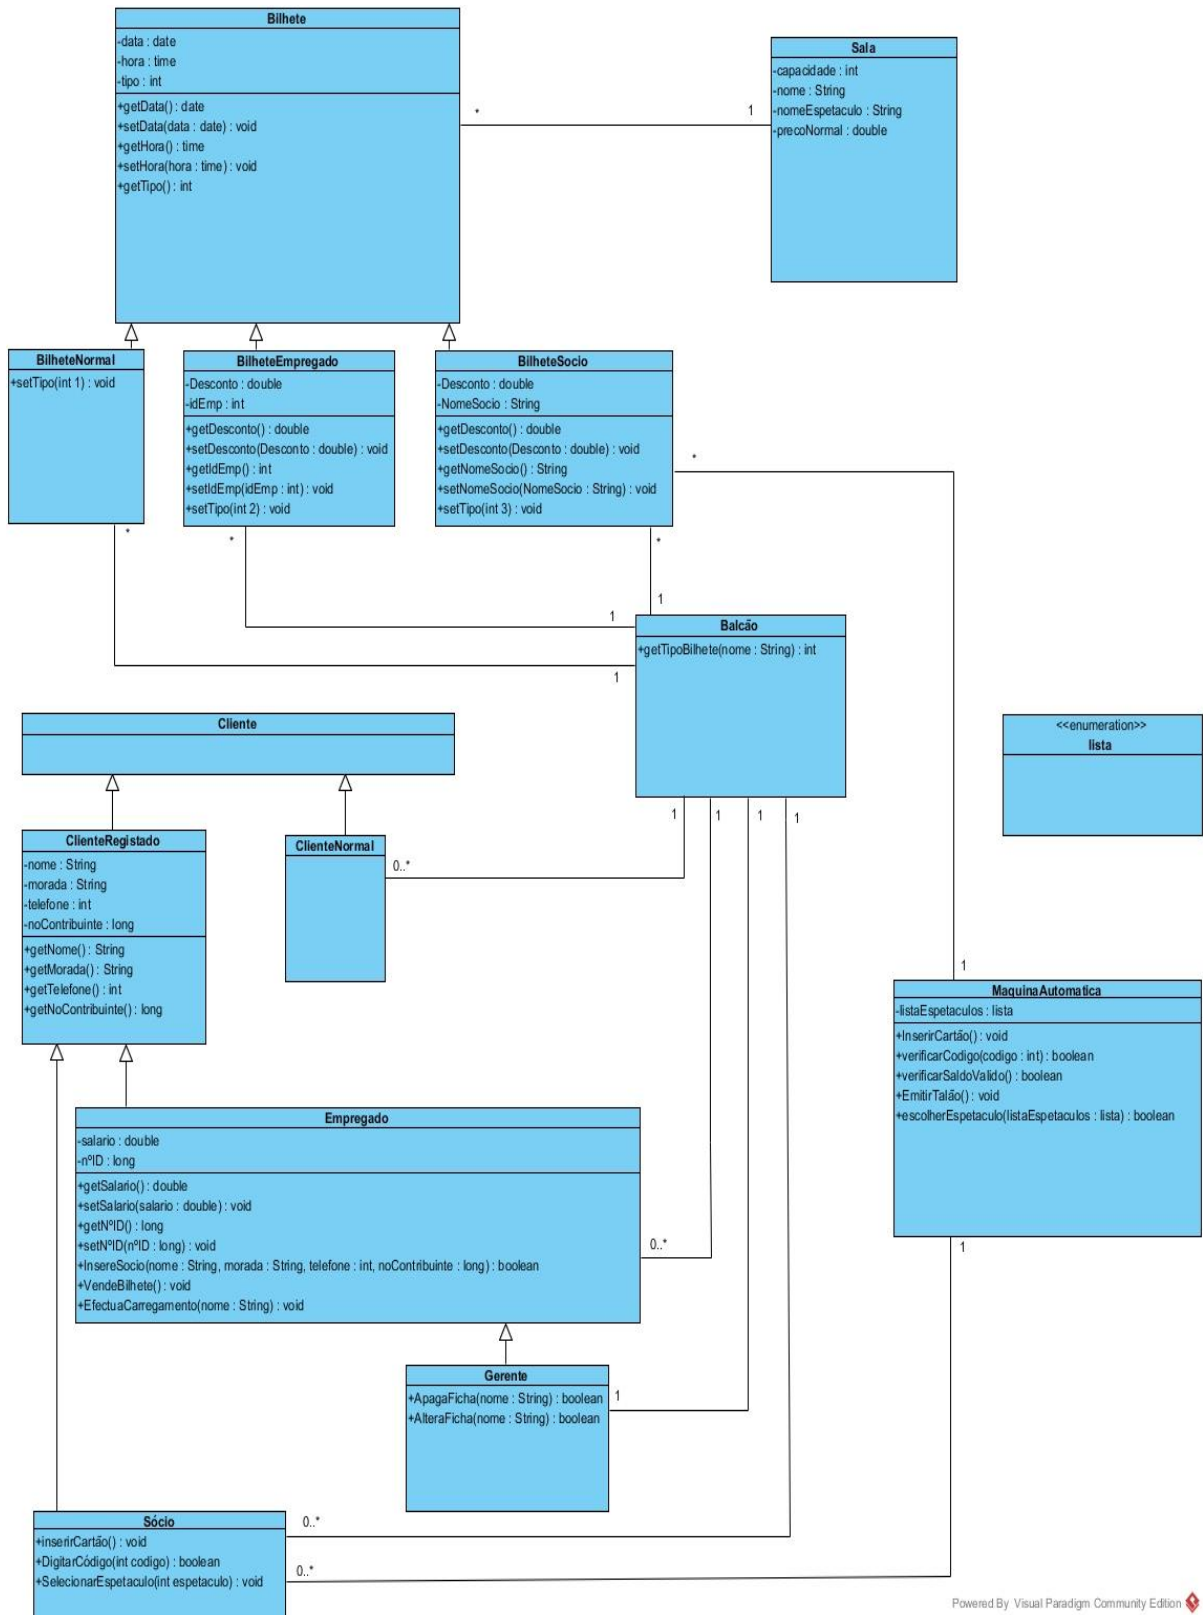 Bilhete
-data : date
-hora : time
-tipo : int
+getData() : date
+setData(data : date) : void
+getHora() : time
+setHora(hora : time) : void
+getTipo() : int
*
1
Sala
-capacidade : int
-nome : String
-nomeEspetaculo : String
-precoNormal : double
BilheteNormal
+setTipo(int 1) : void
*
BilheteEmpregado
-Desconto : double
-idEmp : int
+getDesconto() : double
+setDesconto(Desconto : double) : void
+getIdEmp() : int
+setIdEmp(idEmp : int) : void
+setTipo(int 2) : void
*
BilheteSocio
-Desconto : double
-NomeSocio : String
+getDesconto() : double
+setDesconto(Desconto : double) : void
+getNomeSocio() : String
+setNomeSocio(NomeSocio : String) : void
+setTipo(int 3) : void
*
*
1
1
1
Balcão
+getTipoBilhete(nome : String) : int
1
1
1
1
Cliente
<<enumeration>>
lista
ClienteRegistado
-nome : String
-morada : String
-telefone : int
-noContribuinte : long
+getNome() : String
+getMorada() : String
+getTelefone() : int
+getNoContribuinte() : long
ClienteNormal
0..*
1
MaquinaAutomatica
-listaEspetaculos : lista
+InserirCartão() : void
+verificarCodigo(codigo : int) : boolean
+verificarSaldoValido() : boolean
+EmitirTalão() : void
+escolherEspetaculo(listaEspetaculos : lista) : boolean
1
Empregado
-salario : double
-nºID : long
+getSalario() : double
+setSalario(salario : double) : void
+getNºID() : long
+setNºID(nºID : long) : void
+InsereSocio(nome : String, morada : String, telefone : int, noContribuinte : long) : boolean
+VendeBilhete() : void
+EfectuaCarregamento(nome : String) : void
0..*
Gerente
+ApagaFicha(nome : String) : boolean
+AlteraFicha(nome : String) : boolean
1
Sócio
+inserirCartão() : void
+DigitarCódigo(int codigo) : boolean
+SelecionarEspetaculo(int espetaculo) : void
0..*
0..*
Powered By Visual Paradigm Community Edition